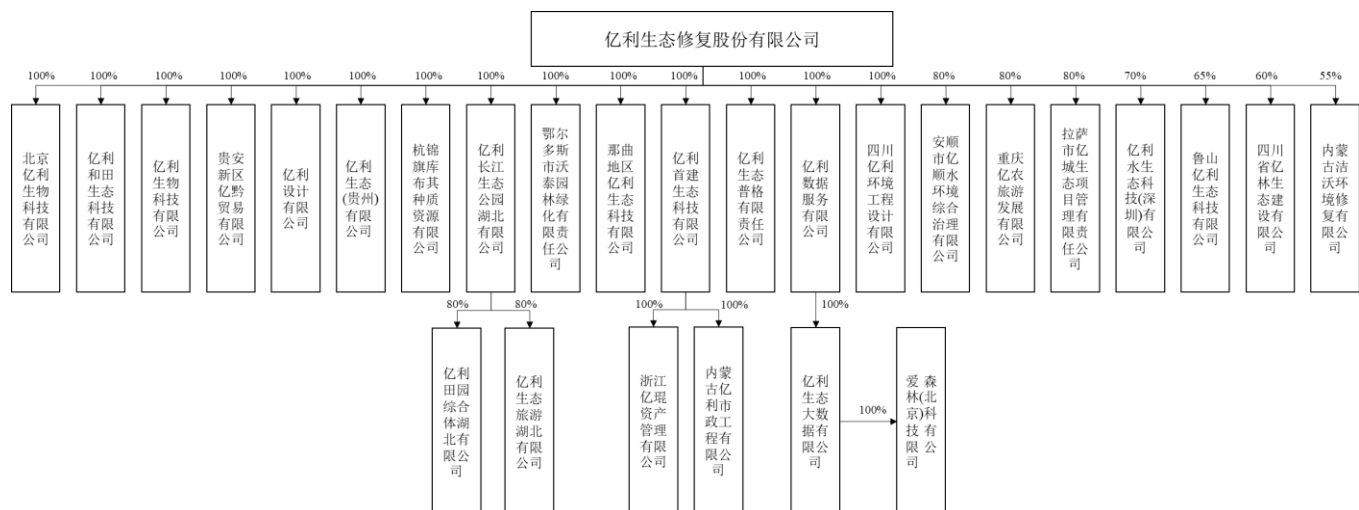 亿利生态修复股份有限公司
100%
100%
100%
100%
100%
100%
100%
100%
100%
100%
100%
100%
100%
100%
80%
80%
80%
70%
65%
60%
55%
北京
亿利
生物
科技
有限
公司
亿利
和田
生态
科技
有限
公司
亿利
生物
科技
有限
公司
贵安
新区
亿黔
贸易
有限
公司
亿利
设计
有限
公司
亿利
生态
(贵州)
有限
公司
杭锦
旗库
布其
种质
资源
有限
公司
亿利
长江
生态
公园
湖北
有限
公司
鄂尔
多斯
市沃
泰园
林绿
化有
限责
任公
司
那曲
地区
亿利
生态
科技
有限
公司
亿利
首建
生态
科技
有限
公司
亿利
生态
普格
有限
责任
公司
亿利
数据
服务
有限
公司
四川
亿利
环境
工程
设计
有限
公司
安顺
市亿
顺水
环境
综合
治理
有限
公司
重庆
亿农
旅游
发展
有限
公司
拉萨
市亿
城生
态项
目管
理有
限责
任公
司
亿利
水生
态科
技(深
圳)有
限公
司
鲁山
亿利
生态
科技
有限
公司
四川
省亿
林生
态建
设有
限公
司
内蒙
古洁
沃环
境修
复有
限公
司
80%
80%
100%
100%
100%
亿利
田园
综合
体湖
北有
限公
司
亿利
生态
旅游
湖北
有限
公司
浙江
亿琨
资产
管理
有限
公司
内蒙
古亿
利市
政工
程有
限公
司
亿利
生态
大数
据有
限公
司
100%
爱森
林(北
京)科
技有
限公
司